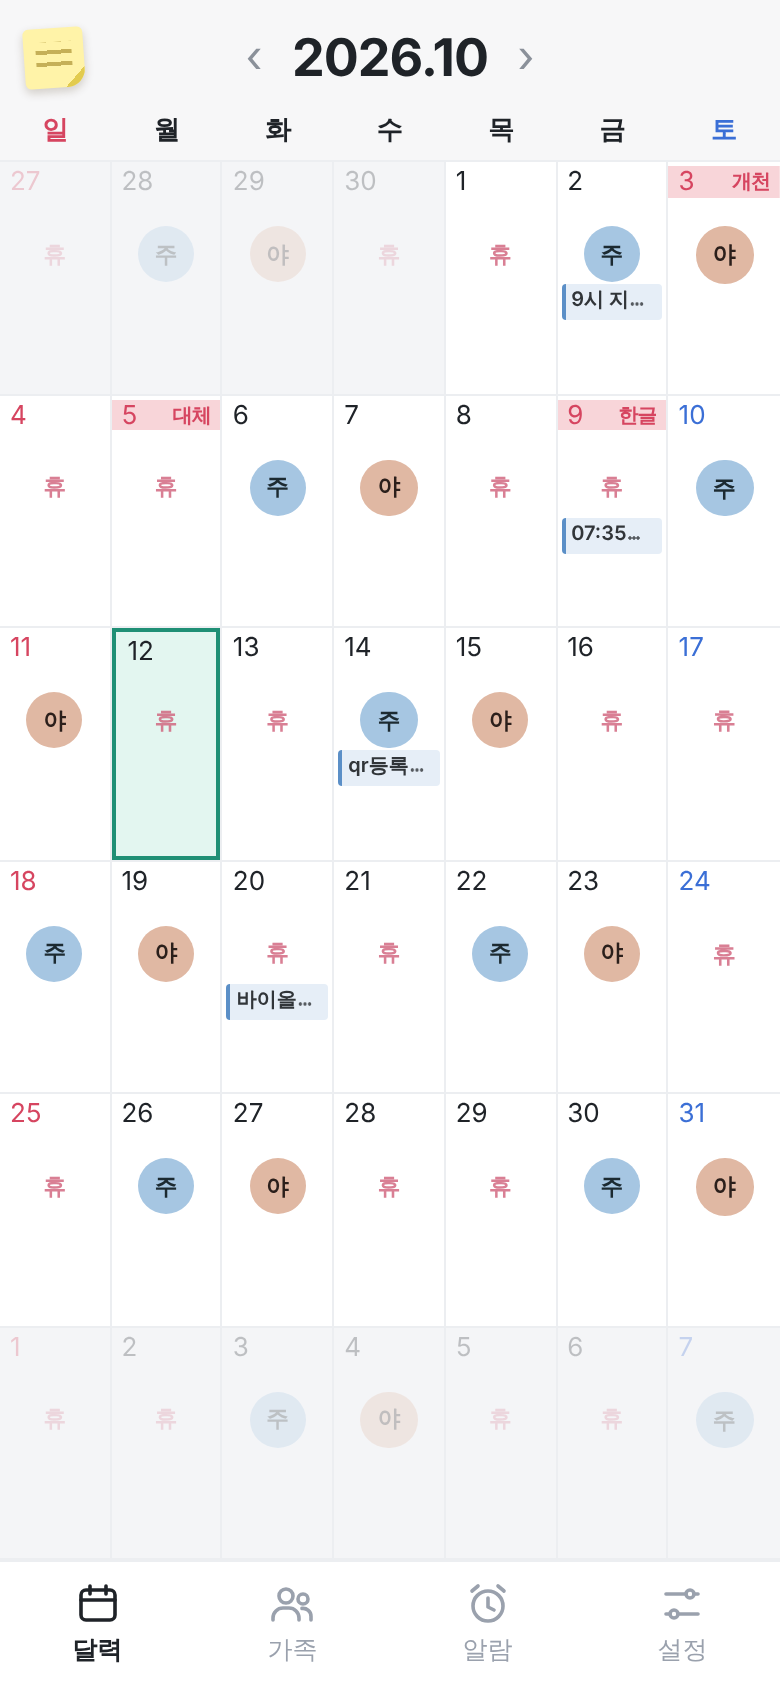 ‹ 2026.10 ›
일 월 화 수 목 금 토
27 28 29 30 1 2 3 개천
휴 주 야 휴 휴 주 야
9시 지...
4 5 대체 6 7 8 9 한글 10
휴 휴 주 야 휴 휴 주
07:35...
11 12 13 14 15 16 17
야 휴 휴 주 야 휴 휴
qr등록...
18 19 20 21 22 23 24
주 야 휴 휴 주 야 휴
바이올...
25 26 27 28 29 30 31
휴 주 야 휴 휴 주 야
1 2 3 4 5 6 7
휴 휴 주 야 휴 휴 주
달력 가족 알람 설정